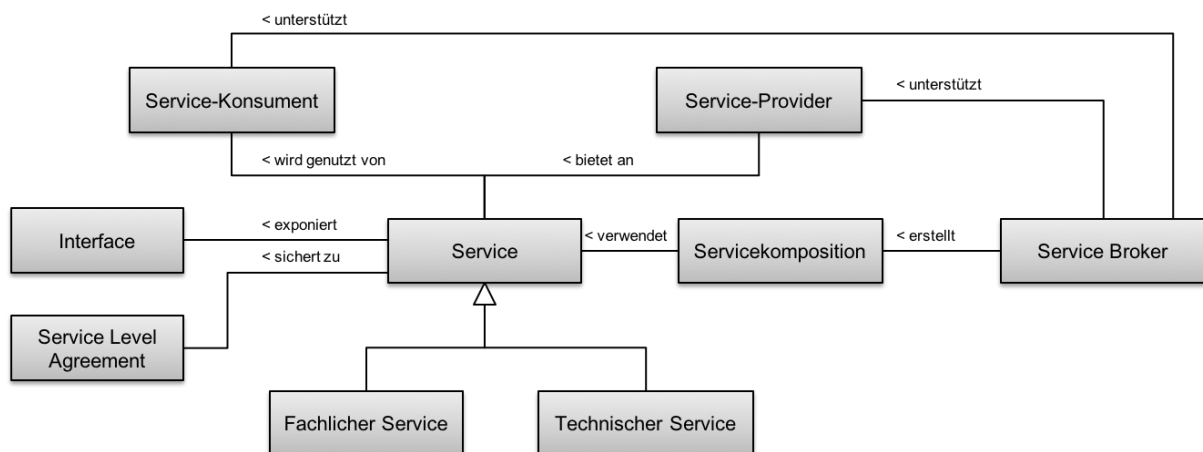 < unterstützt
Service-Konsument
Service-Provider
< unterstützt
< wird genutzt von
< bietet an
Interface
< exponiert
< sichert zu
Service
< verwendet
Servicekomposition
< erstellt
Service Broker
Service Level
Agreement
Fachlicher Service
Technischer Service